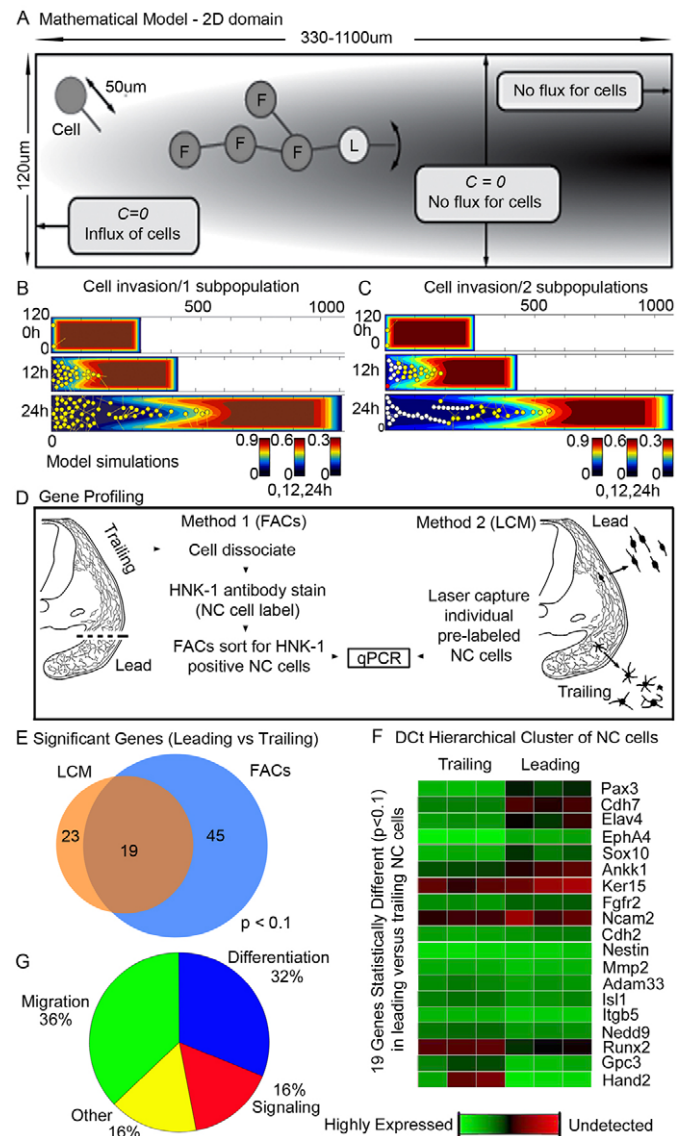 A Mathematical Model - 2D domain
330-1100um
120um
50um
Cell
F
F
F
F
L
No flux for cells
C = 0
No flux for cells
C=0
Influx of cells
B Cell invasion/1 subpopulation
500 1000
120
0h
0
12h
24h
0
0.9 0.6 0.3
0 0 0
0,12,24h
Model simulations
C Cell invasion/2 subpopulations
500 1000
120
0h
0
12h
24h
0
0.9 0.6 0.3
0 0 0
0,12,24h
D Gene Profiling
Trailing
Lead
Method 1 (FACs)
Cell dissociate
HNK-1 antibody stain
(NC cell label)
FACs sort for HNK-1
positive NC cells
qPCR
Method 2 (LCM)
Laser capture
individual
pre-labeled
NC cells
Lead
Trailing
E Significant Genes (Leading vs Trailing)
LCM
FACs
23
19
45
p < 0.1
F DCt Hierarchical Cluster of NC cells
Trailing Leading
19 Genes Statistically Different (p<0.1)
in leading versus trailing NC cells
Pax3
Cdh7
Elav4
EphA4
Sox10
Ankk1
Ker15
Fgfr2
Ncam2
Cdh2
Nestin
Mmp2
Adam33
Isl1
Itgb5
Nedd9
Runx2
Gpc3
Hand2
Highly Expressed
Undetected
G
Differentiation
32%
Migration
36%
16%
Signaling
Other
16%